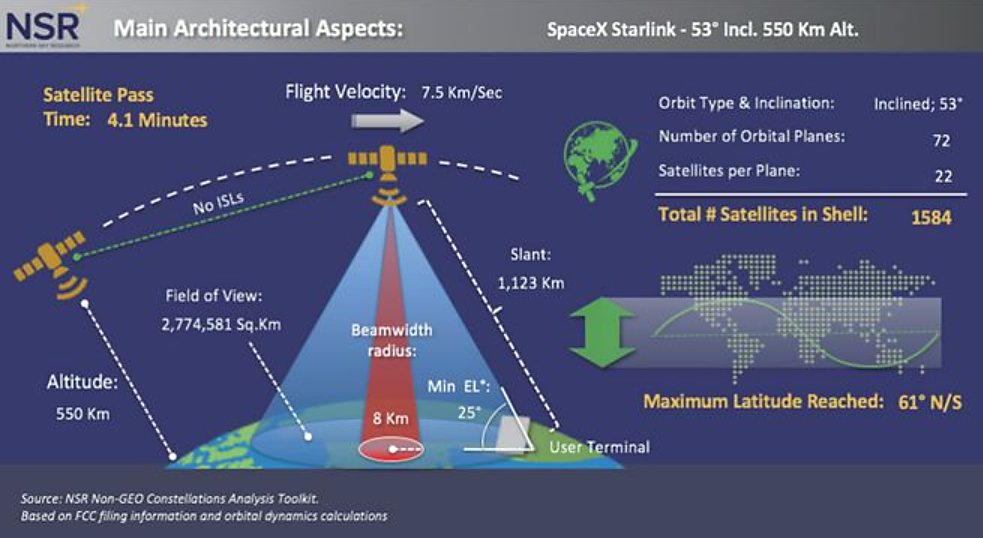 NSR
NORTHERN SKY RESEARCH
Main Architectural Aspects:
SpaceX Starlink - 53° Incl. 550 Km Alt.
Satellite Pass
Time: 4.1 Minutes
Flight Velocity: 7.5 Km/Sec
No ISLs
Field of View:
2,774,581 Sq.Km
Altitude:
550 Km
Beamwidth
radius:
8 Km
Slant:
1,123 Km
Min EL°:
25°
User Terminal
Orbit Type & Inclination: Inclined; 53°
Number of Orbital Planes: 72
Satellites per Plane: 22
Total # Satellites in Shell: 1584
Maximum Latitude Reached: 61° N/S
Source: NSR Non-GEO Constellations Analysis Toolkit.
Based on FCC filing information and orbital dynamics calculations